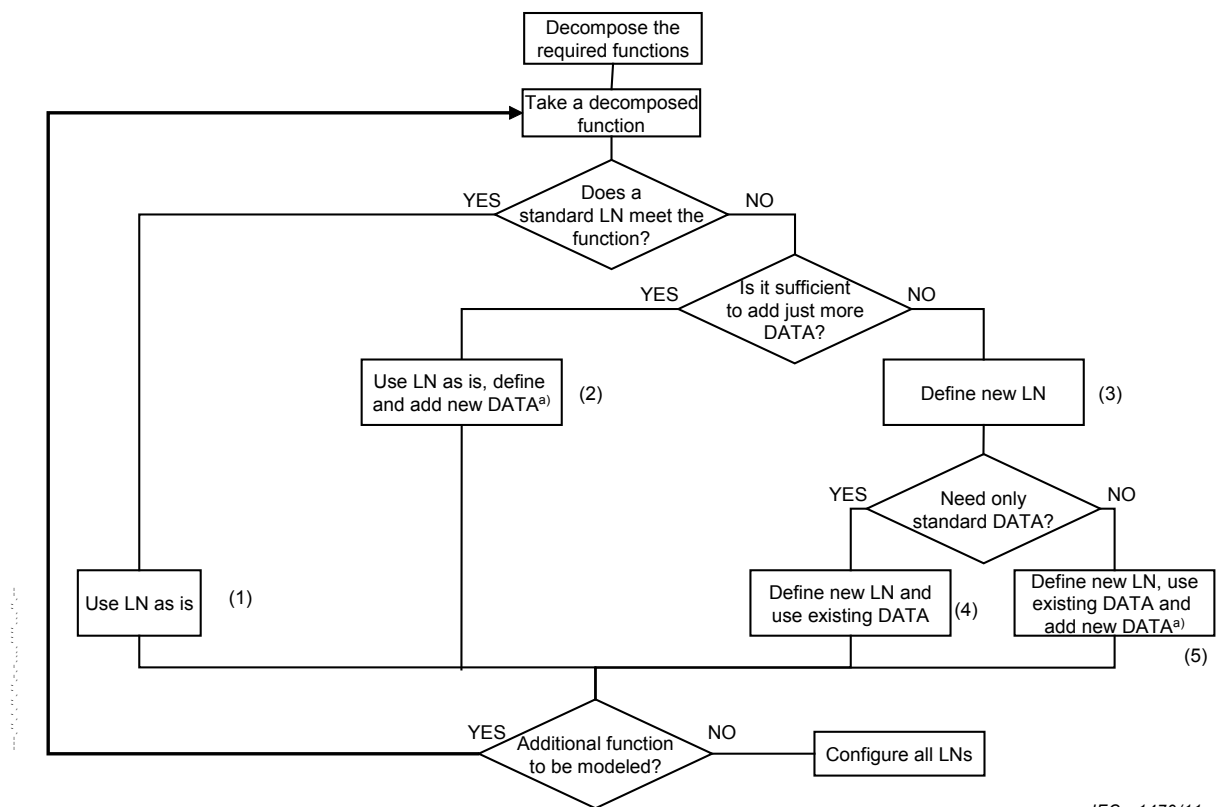 Decompose the
required functions
Take a decomposed
function
Does a
standard LN meet the
function?
YES
NO
Is it sufficient
to add just more
DATA?
YES
NO
Use LN as is, define
and add new DATAa)
(2)
Define new LN
(3)
Need only
standard DATA?
YES
NO
Use LN as is
(1)
Define new LN and
use existing DATA
(4)
Define new LN, use
existing DATA and
add new DATAa)
(5)
Additional function
to be modeled?
YES
NO
Configure all LNs